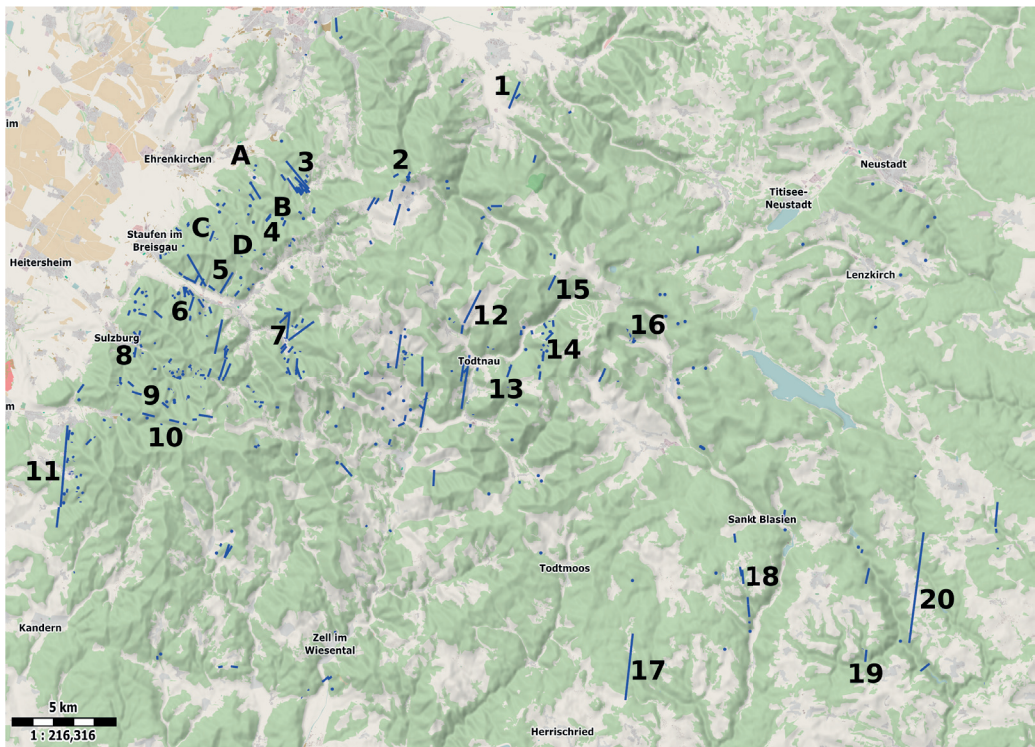 1
im
A
3
2
Ehrenkirchen
Neustadt
B
Titisee-
Neustadt
C
4
Staufen im
Breisgau
D
Heitersheim
5
Lenzkirch
15
6
12
16
7
Sulzburg
8
14
Todtnau
13
9
m
10
11
Sankt Blasien
Todtmoos
18
20
Kandern
Zell im
Wiesental
17
19
5 km
1 : 216,316
Herrischried